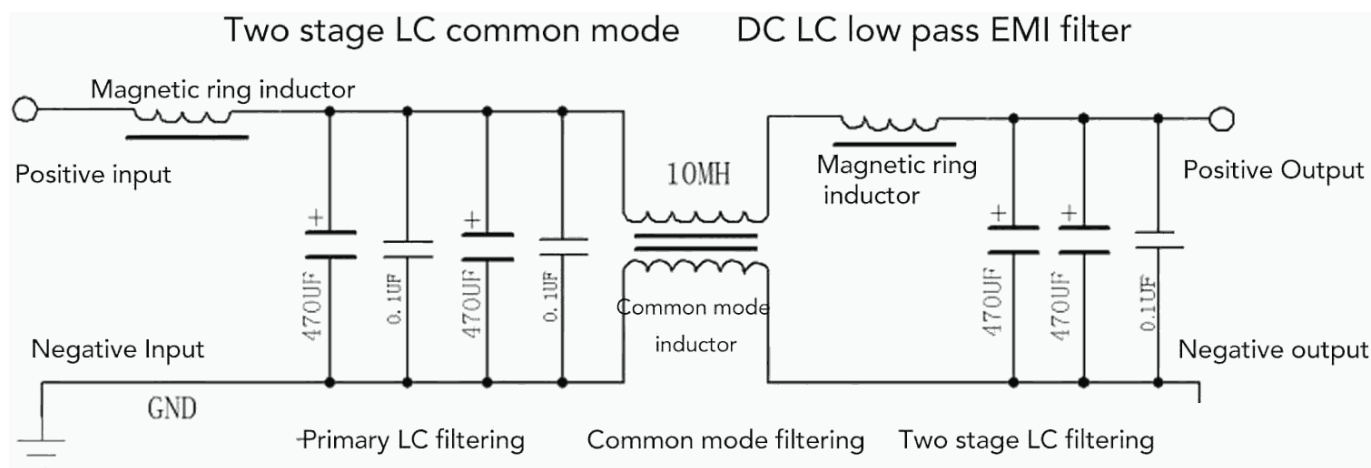 Two stage LC common mode DC LC low pass EMI filter
Magnetic ring inductor
Positive input
10MH
Magnetic ring
inductor
Positive Output
+
470UF
0.1UF
+
470UF
0.1UF
+
470UF
+
470UF
0.1UF
Common mode
inductor
Negative Input
Negative output
GND
Primary LC filtering
Common mode filtering
Two stage LC filtering